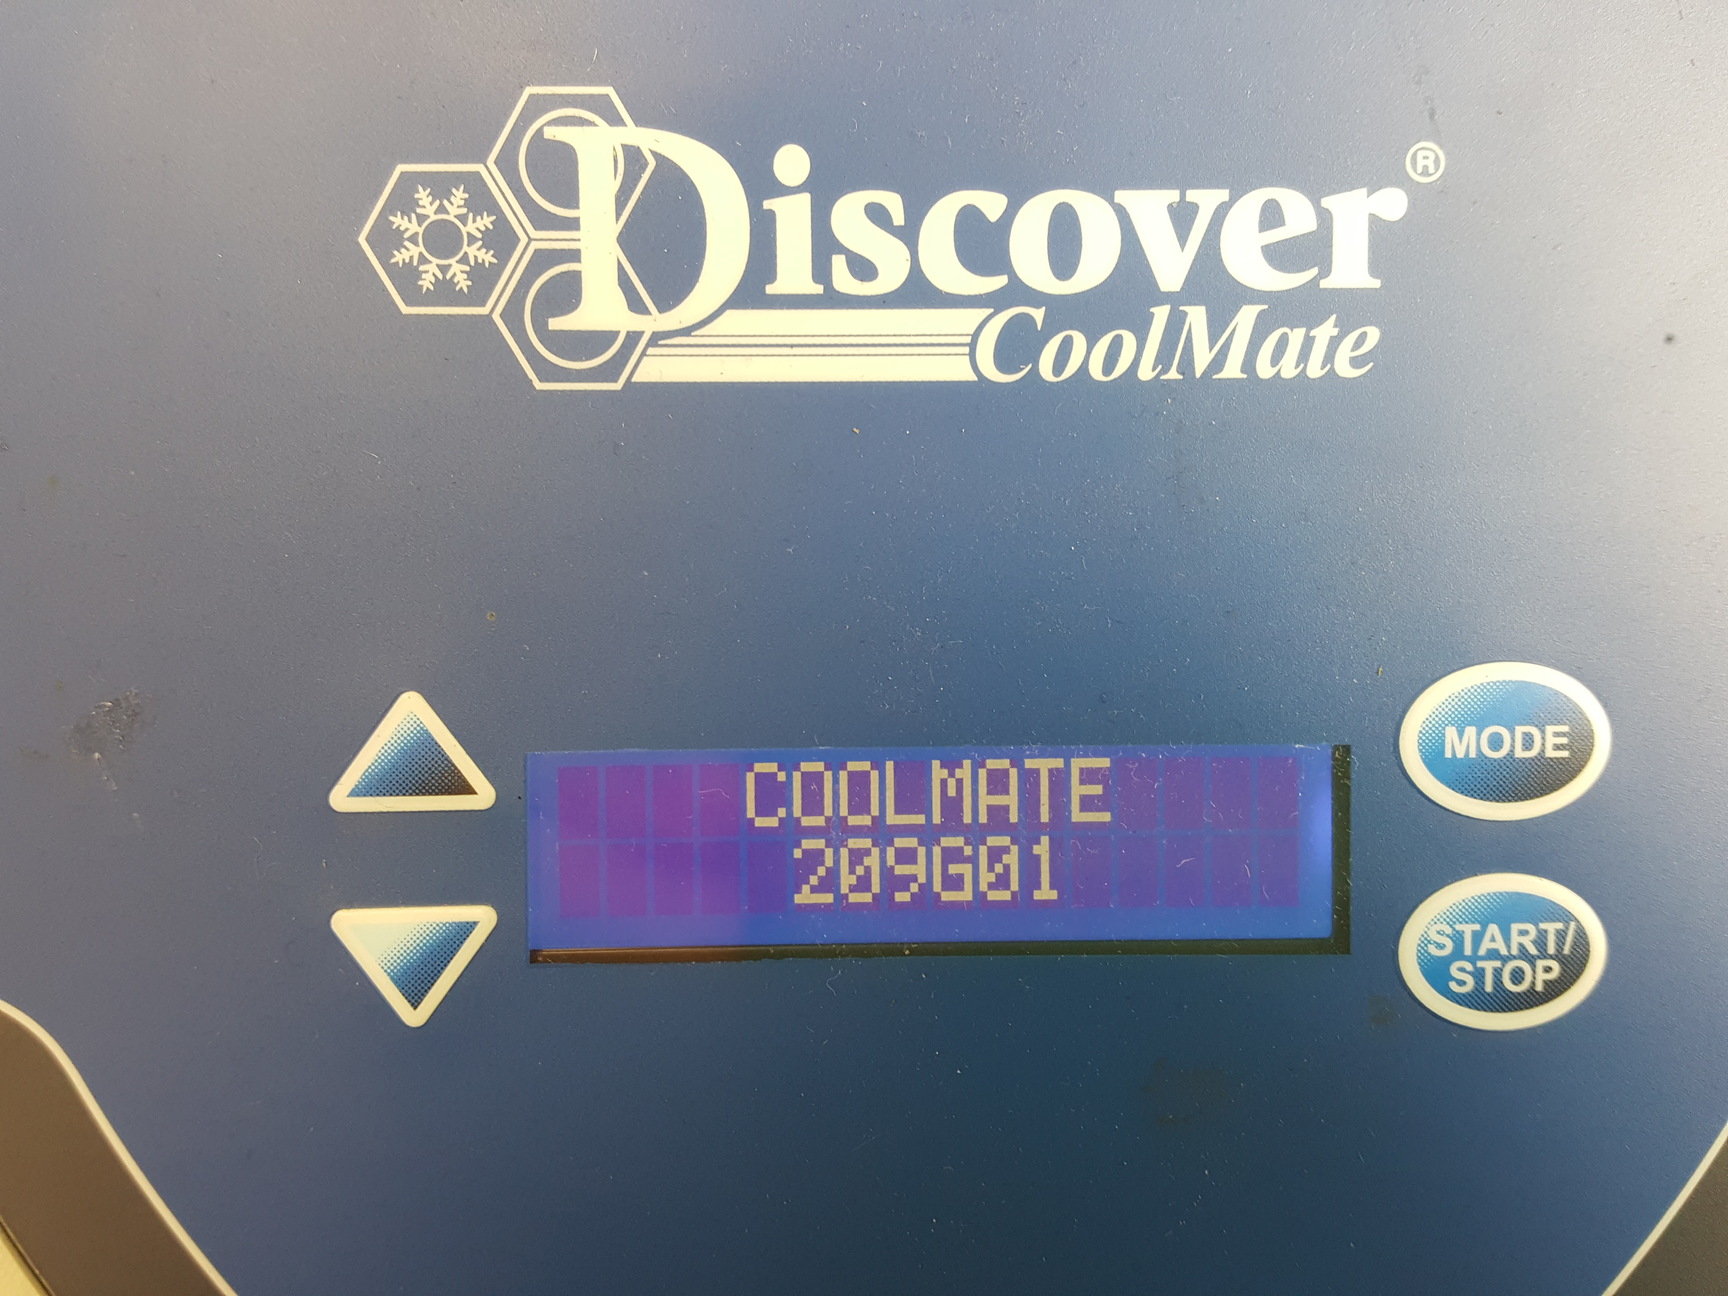 Discover®
CoolMate
COOLMATE
209G01
MODE
START/
STOP